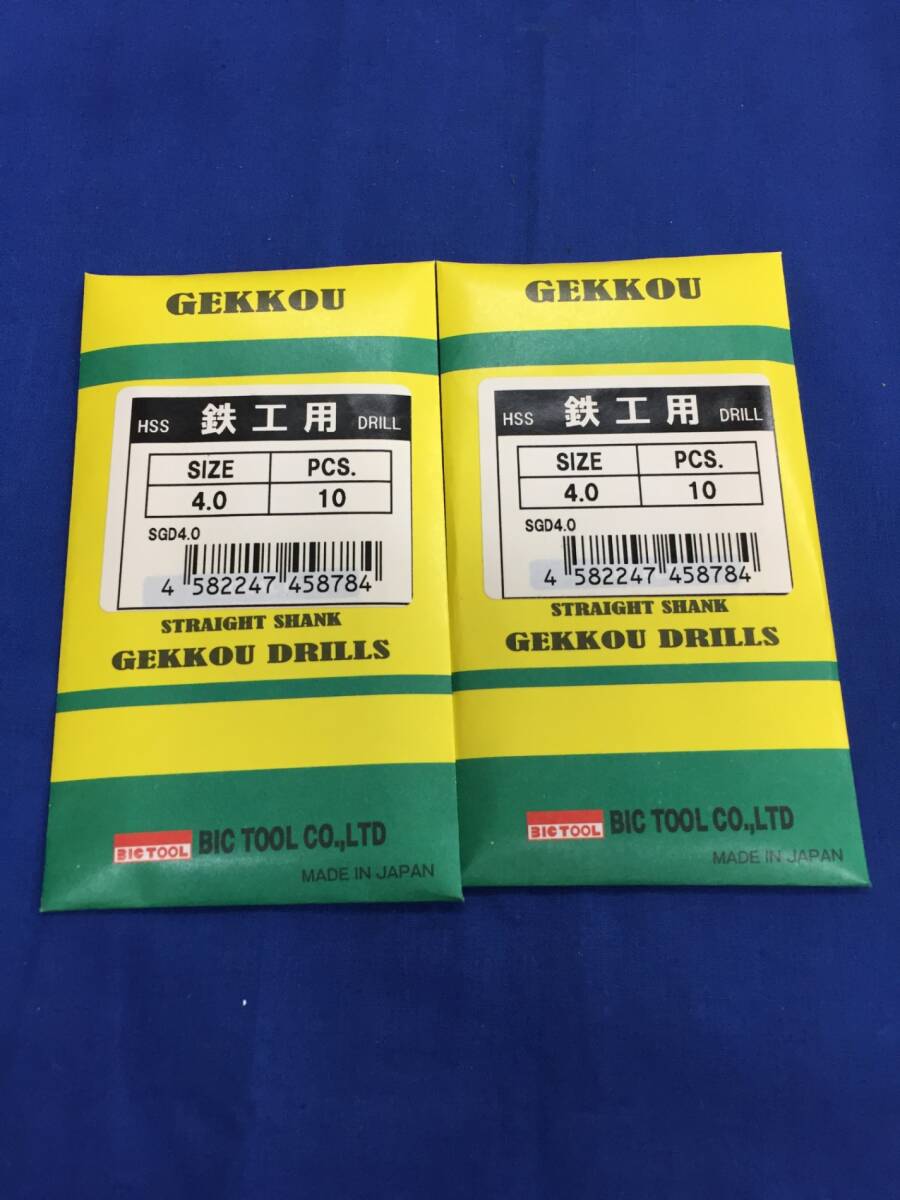 GEKKOU
HSS 鉄工用 DRILL
SIZE PCS.
4.0 10
SGD4.0
4 582247 458784
STRAIGHT SHANK
GEKKOU DRILLS
BIC TOOL BIC TOOL CO.,LTD
MADE IN JAPAN
GEKKOU
HSS 鉄工用 DRILL
SIZE PCS.
4.0 10
SGD4.0
4 582247 458784
STRAIGHT SHANK
GEKKOU DRILLS
BIC TOOL BIC TOOL CO.,LTD
MADE IN JAPAN